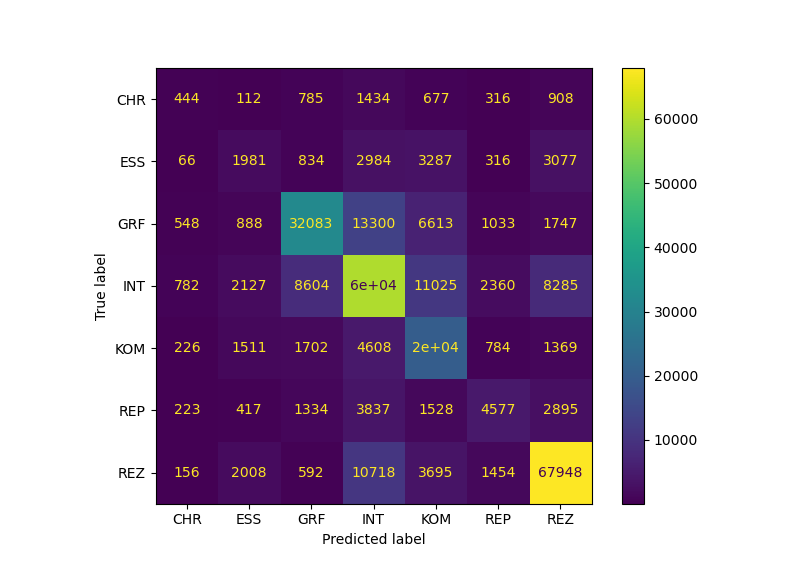 CHR 444 112 785 1434 677 316 908
ESS 66 1981 834 2984 3287 316 3077
GRF 548 888 32083 13300 6613 1033 1747
INT 782 2127 8604 6e+04 11025 2360 8285
KOM 226 1511 1702 4608 2e+04 784 1369
REP 223 417 1334 3837 1528 4577 2895
REZ 156 2008 592 10718 3695 1454 67948
CHR ESS GRF INT KOM REP REZ
Predicted label
True label
60000
50000
40000
30000
20000
10000